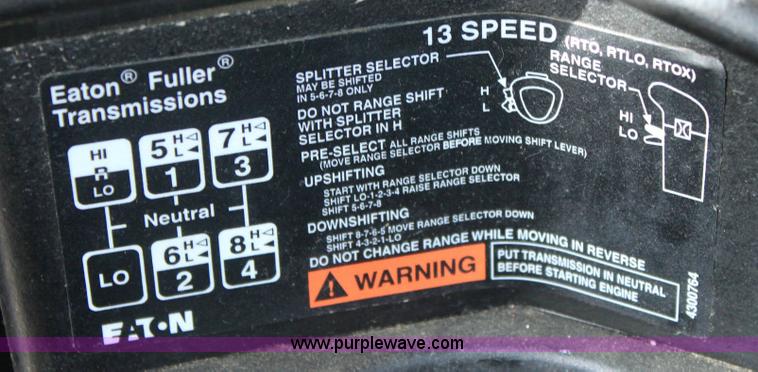 13 SPEED (RTO, RTLO, RTOX)
Eaton® Fuller®
Transmissions
HI
R
LO
5 H L
1
7 H L
3
Neutral
LO
6 H L
2
8 H L
4
EATON
SPLITTER SELECTOR
MAY BE SHIFTED
IN 5-6-7-8 ONLY
H
L
RANGE
SELECTOR
HI
LO
DO NOT RANGE SHIFT
WITH SPLITTER
SELECTOR IN H
PRE-SELECT ALL RANGE SHIFTS
(MOVE RANGE SELECTOR BEFORE MOVING SHIFT LEVER)
UPSHIFTING
START WITH RANGE SELECTOR DOWN
SHIFT LO-1-2-3-4 RAISE RANGE SELECTOR
SHIFT 5-6-7-8
DOWNSHIFTING
SHIFT 8-7-6-5 MOVE RANGE SELECTOR DOWN
SHIFT 4-3-2-1-LO
DO NOT CHANGE RANGE WHILE MOVING IN REVERSE
WARNING
PUT TRANSMISSION IN NEUTRAL
BEFORE STARTING ENGINE
4300764
www.purplewave.com